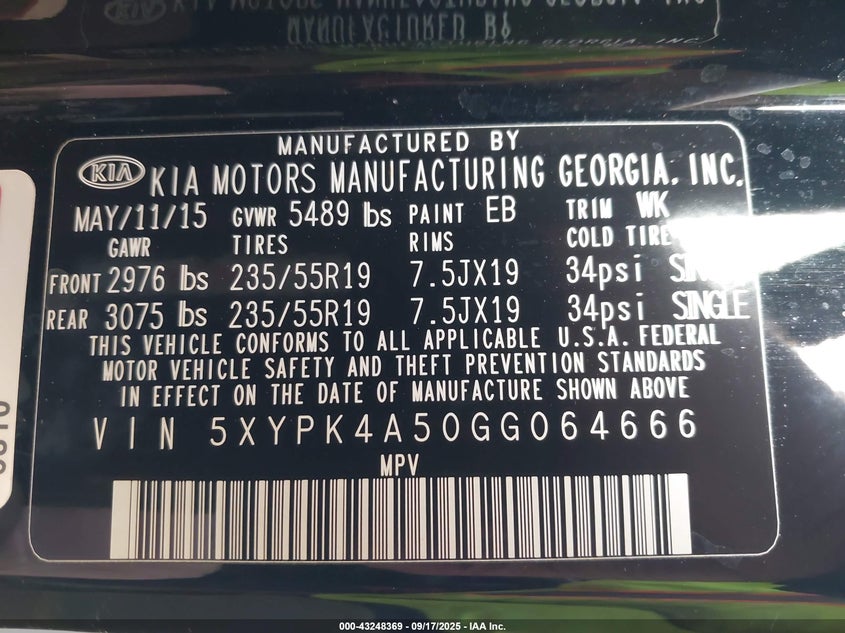 MANUFACTURED BY
KIA KIA MOTORS MANUFACTURING GEORGIA, INC.
MAY/11/15 GVWR 5489 lbs PAINT EB TRIM WK
GAWR TIRES RIMS COLD TIRE
FRONT 2976 lbs 235/55R19 7.5JX19 34psi SINGLE
REAR 3075 lbs 235/55R19 7.5JX19 34psi SINGLE
THIS VEHICLE CONFORMS TO ALL APPLICABLE U.S.A. FEDERAL
MOTOR VEHICLE SAFETY AND THEFT PREVENTION STANDARDS
IN EFFECT ON THE DATE OF MANUFACTURE SHOWN ABOVE
VIN 5XYPK4A50GG064666
MPV
000-43248369 - 09/17/2025 - IAA Inc.